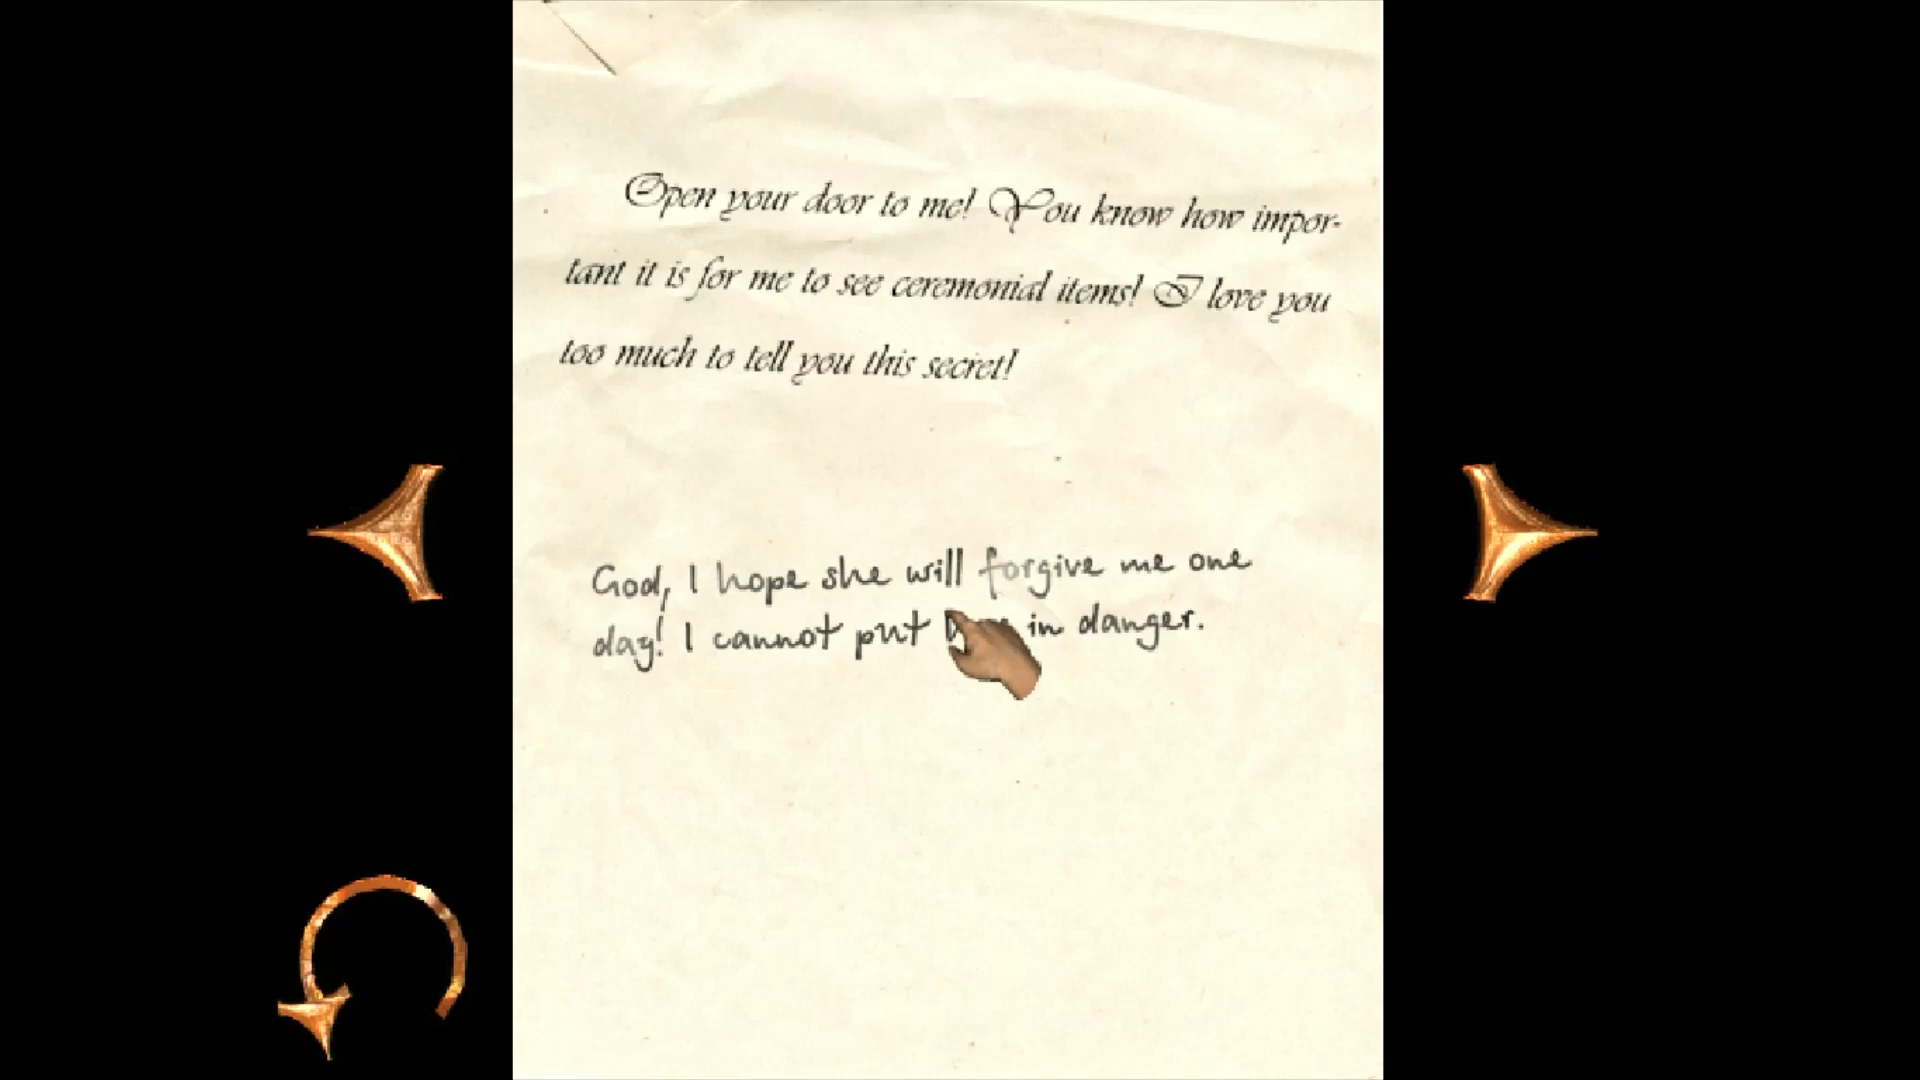 Open your door to me! You know how impor-
tant it is for me to see ceremonial items! I love you
too much to tell you this secret!
God, I hope she will forgive me one
day! I cannot put in danger.